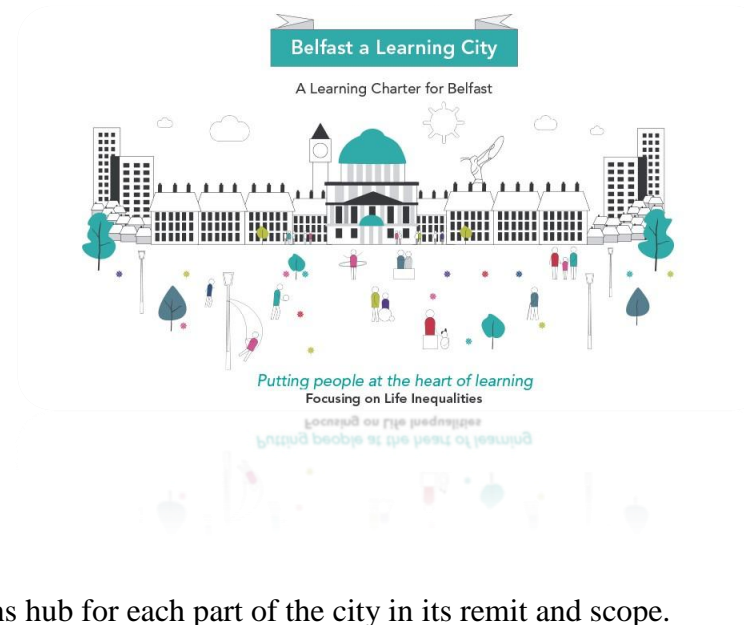 Belfast a Learning City
A Learning Charter for Belfast
Putting people at the heart of learning
Focusing on Life Inequalities
hub for each part of the city in its remit and scope.